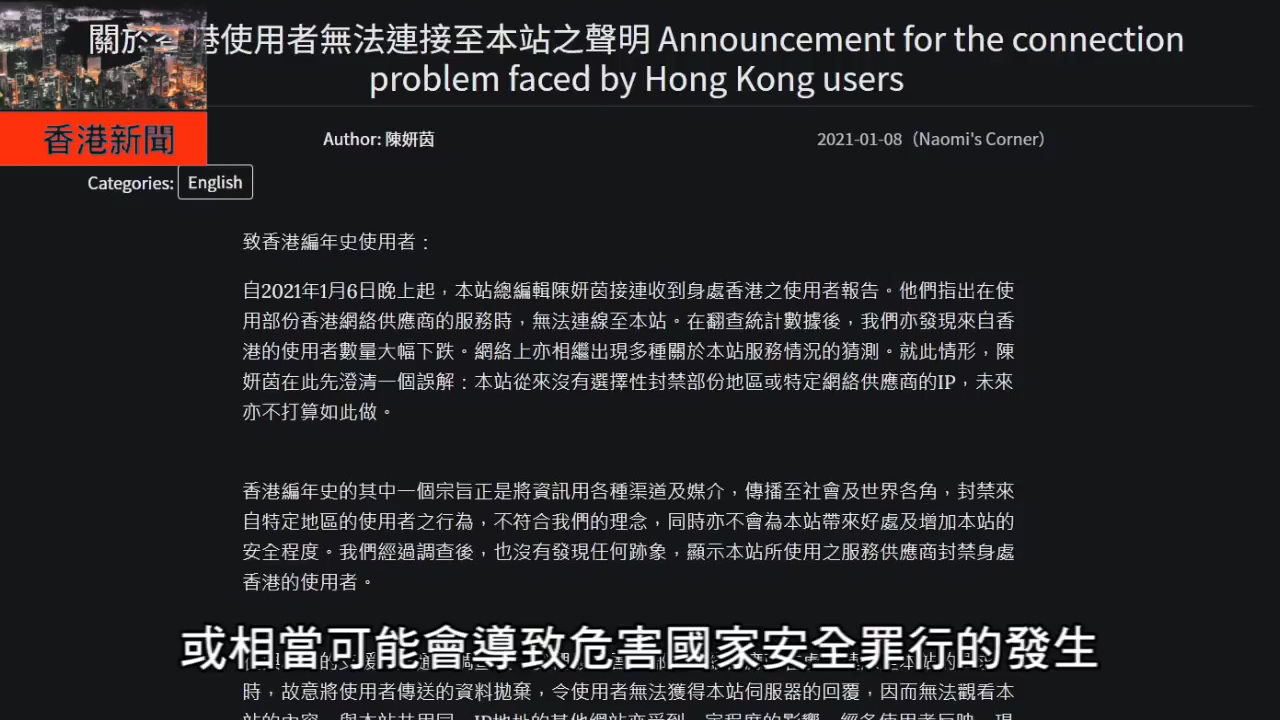 關於 港使用者無法連接至本站之聲明 Announcement for the connection
problem faced by Hong Kong users
香港新聞
Author: 陳妍茵
2021-01-08（Naomi's Corner）
Categories: English
致香港編年史使用者：
自2021年1月6日晚上起，本站總編輯陳妍茵接連收到身處香港之使用者報告。他們指出在使
用部份香港網絡供應商的服務時，無法連線至本站。在翻查統計數據後，我們亦發現來自香
港的使用者數量大幅下跌。網絡上亦相繼出現多種關於本站服務情況的猜測。就此情形，陳
妍茵在此先澄清一個誤解：本站從來沒有選擇性封禁部份地區或特定網絡供應商的IP，未來
亦不打算如此做。
香港編年史的其中一個宗旨正是將資訊用各種渠道及媒介，傳播至社會及世界各角，封禁來
自特定地區的使用者之行為，不符合我們的理念，同時亦不會為本站帶來好處及增加本站的
安全程度。我們經過調查後，也沒有發現任何跡象，顯示本站所使用之服務供應商封禁身處
香港的使用者。
或相當可能會導致危害國家安全罪行的發生
時，故意將使用者傳送的資料拋棄，令使用者無法獲得本站伺服器的回覆，因而無法觀看本